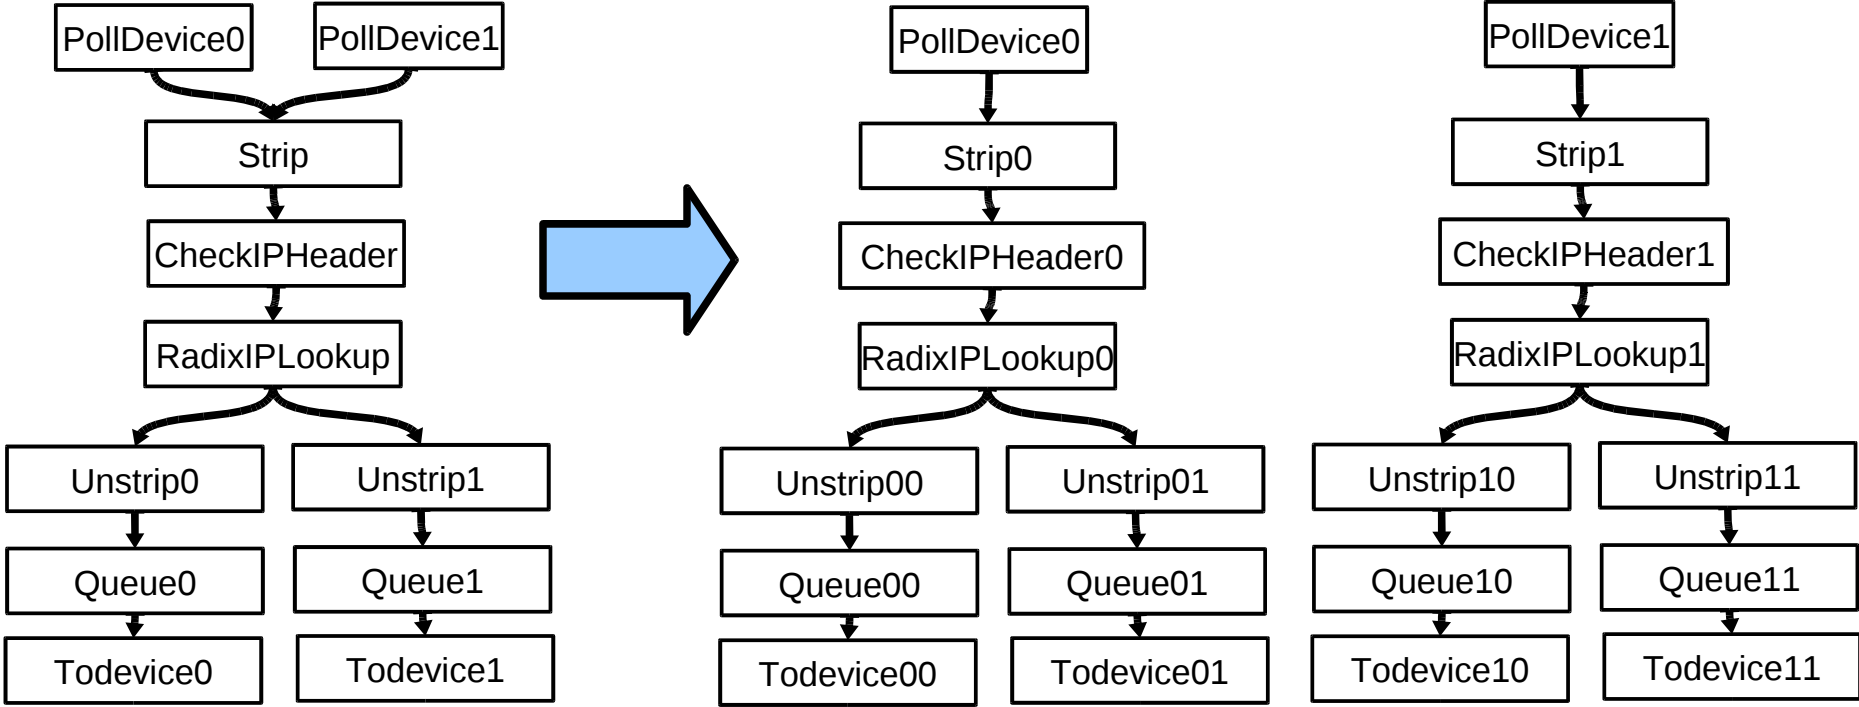 PollDevice0
PollDevice1
Strip
CheckIPHeader
RadixIPLookup
Unstrip0
Unstrip1
Queue0
Queue1
Todevice0
Todevice1
PollDevice0
Strip0
CheckIPHeader0
RadixIPLookup0
Unstrip00
Unstrip01
Queue00
Queue01
Todevice00
Todevice01
PollDevice1
Strip1
CheckIPHeader1
RadixIPLookup1
Unstrip10
Unstrip11
Queue10
Queue11
Todevice10
Todevice11